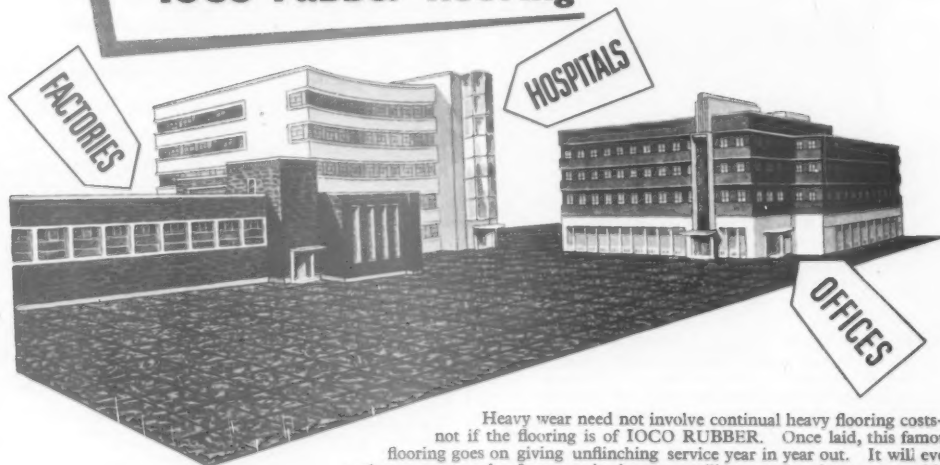 IOCO rubber flooring
FACTORIES
HOSPITALS
OFFICES
Heavy wear need not involve continual heavy flooring costs-
not if the flooring is of IOCO RUBBER. Once laid, this
flooring goes on giving unflinching service year in year out. It will